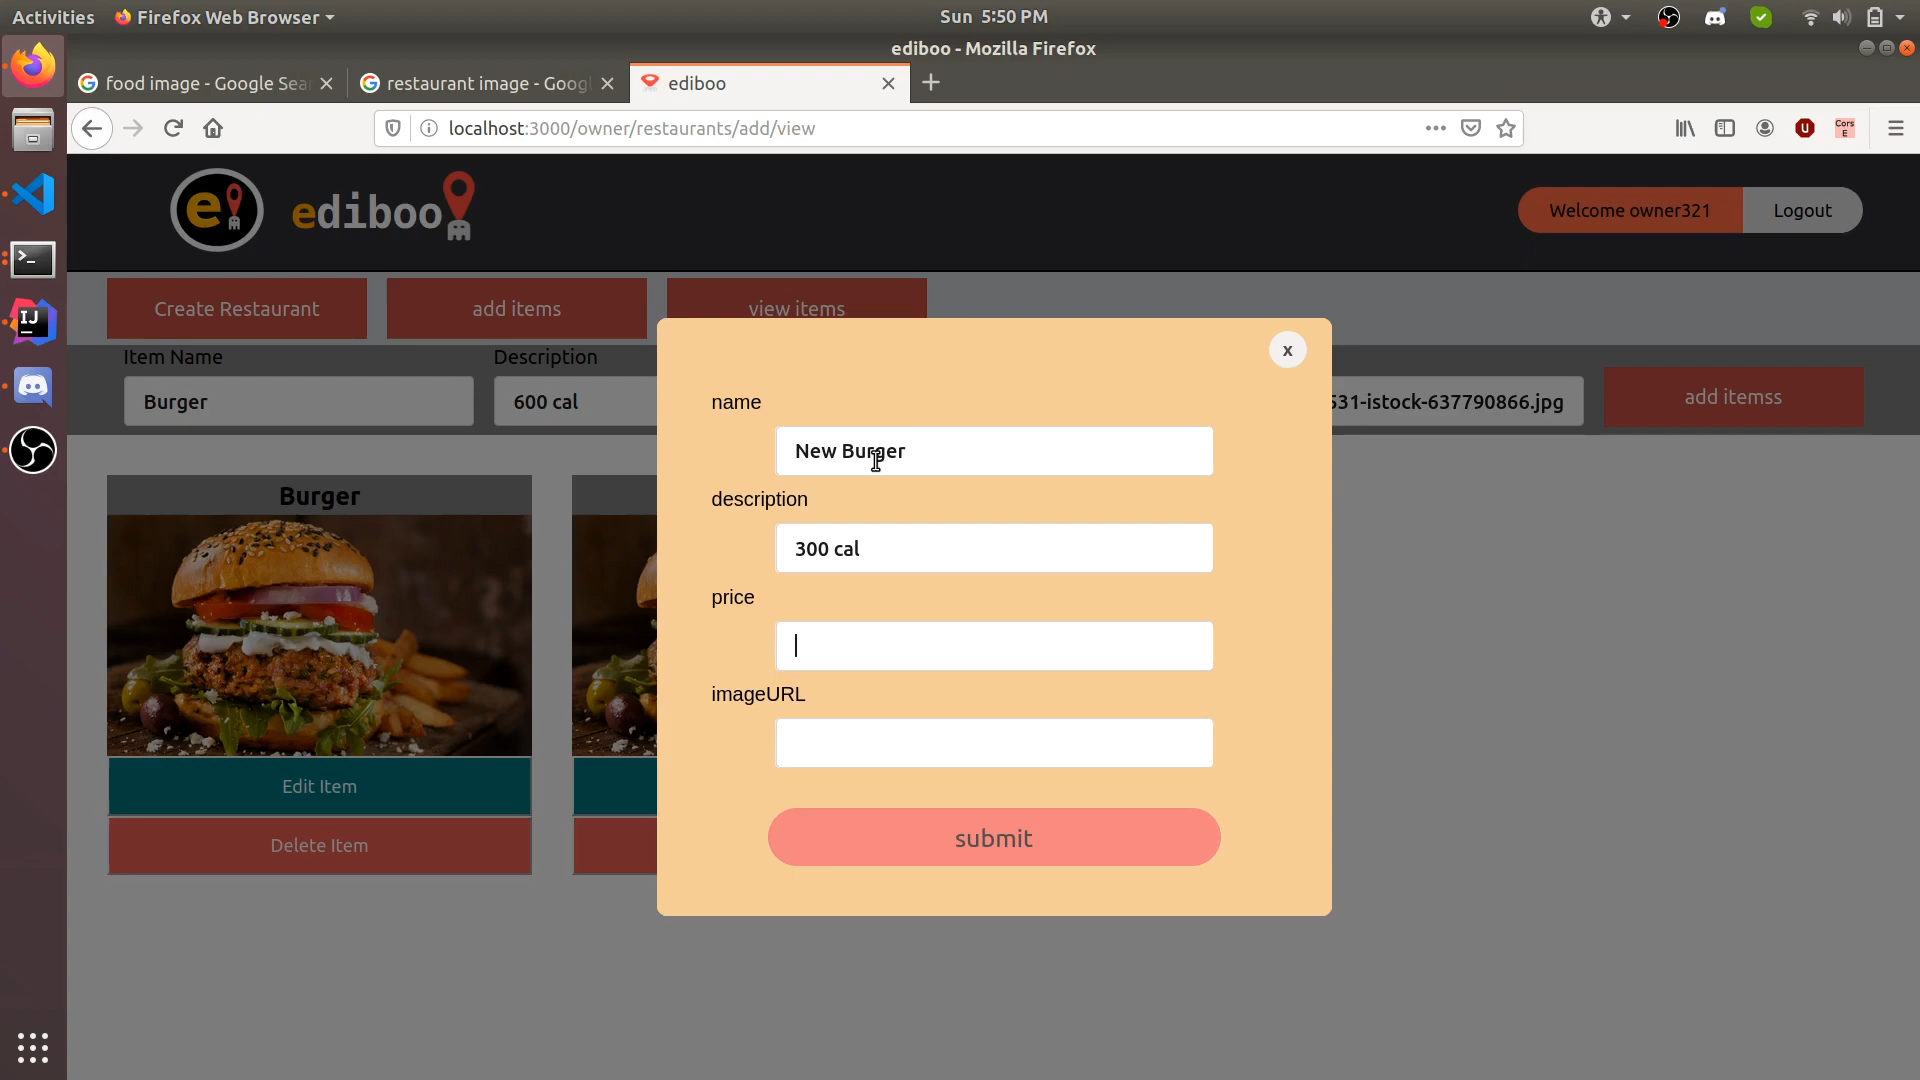 Activities
Firefox Web Browser
Sun 5:50 PM
ediboo - Mozilla Firefox
food image - Google Sea
restaurant image - Googl
ediboo
localhost:3000/owner/restaurants/add/view
Cors
E
e
ediboo
Welcome owner321
Logout
Create Restaurant
add items
view items
Item Name
Description
Burger
600 cal
531-istock-637790866.jpg
add itemss
x
name
New Burger
description
300 cal
price
imageURL
submit
Burger
Edit Item
Delete Item
IJ